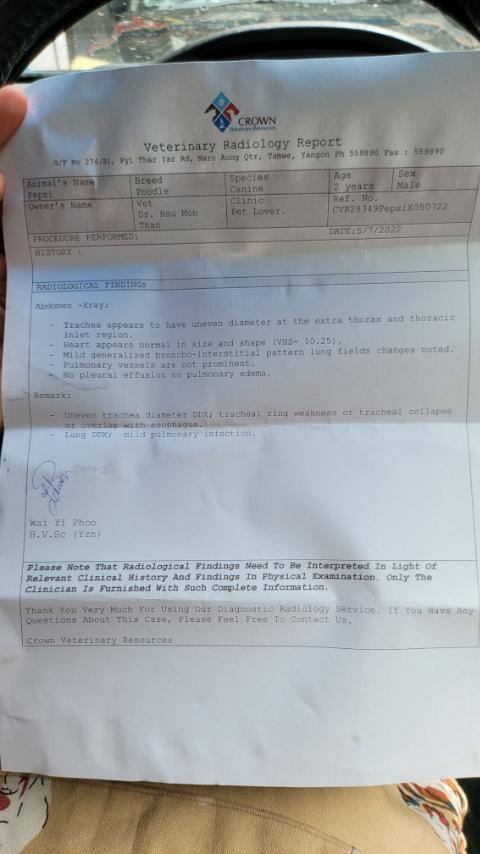 CROWN
Veterinary Resources
Veterinary Radiology Report
G/F No 276/B1, Pyi Thar Yar Rd, Marn Aung Qtr, Tamwe, Yangon Ph 559890 Fax : 559890
Animal's Name Breed Species Age Sex
Pepsi Poodle Canine 2 years Male
Owner's Name Vet Clinic Ref. No.
Dr. Hsu Mon Pet Lover. CVR28349PepsiX050722
Than
PROCEDURE PERFORMED: DATE:5/7/2022
HISTORY :
RADIOLOGICAL FINDINGs
Abdomen -Xray:
- Trachea appears to have uneven diameter at the extra thorax and thoracic
inlet region.
- Heart appears normal in size and shape (VHS= 10.25).
- Mild generalized broncho-interstitial pattern lung fields changes noted.
- Pulmonary vessels are not prominent.
- No pleural effusion no pulmonary edema.
Remark:
- Uneven trachea diameter DDX; tracheal ring weakness or tracheal collapse
or overlap with esophagus.
- Lung DDX; mild pulmonary infection.
Wai Yi Phoo
B.V.Sc (Yzn)
Please Note That Radiological Findings Need To Be Interpreted In Light Of
Relevant Clinical History And Findings In Physical Examination. Only The
Clinician Is Furnished With Such Complete Information.
Thank You Very Much For Using Our Diagnostic Radiology Service. If You Have Any
Questions About This Case, Please Feel Free To Contact Us.
Crown Veterinary Resources